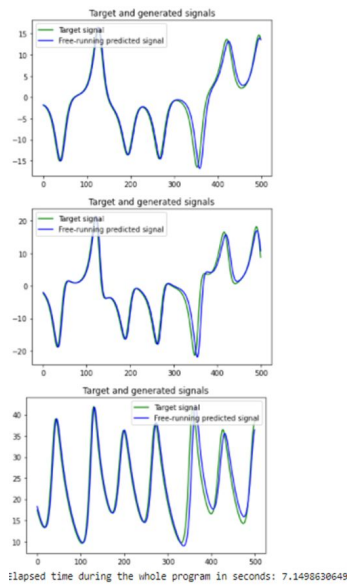 Target and generated signals
Target signal
Free-running predicted signal
15
10
5
0
−5
−10
−15
0 100 200 300 400 500
Target and generated signals
Target signal
Free-running predicted signal
20
10
0
−10
−20
0 100 200 300 400 500
Target and generated signals
Target signal
Free-running predicted signal
40
35
30
25
20
15
10
0 100 200 300 400 500
Elapsed time during the whole program in seconds: 7.1498630649